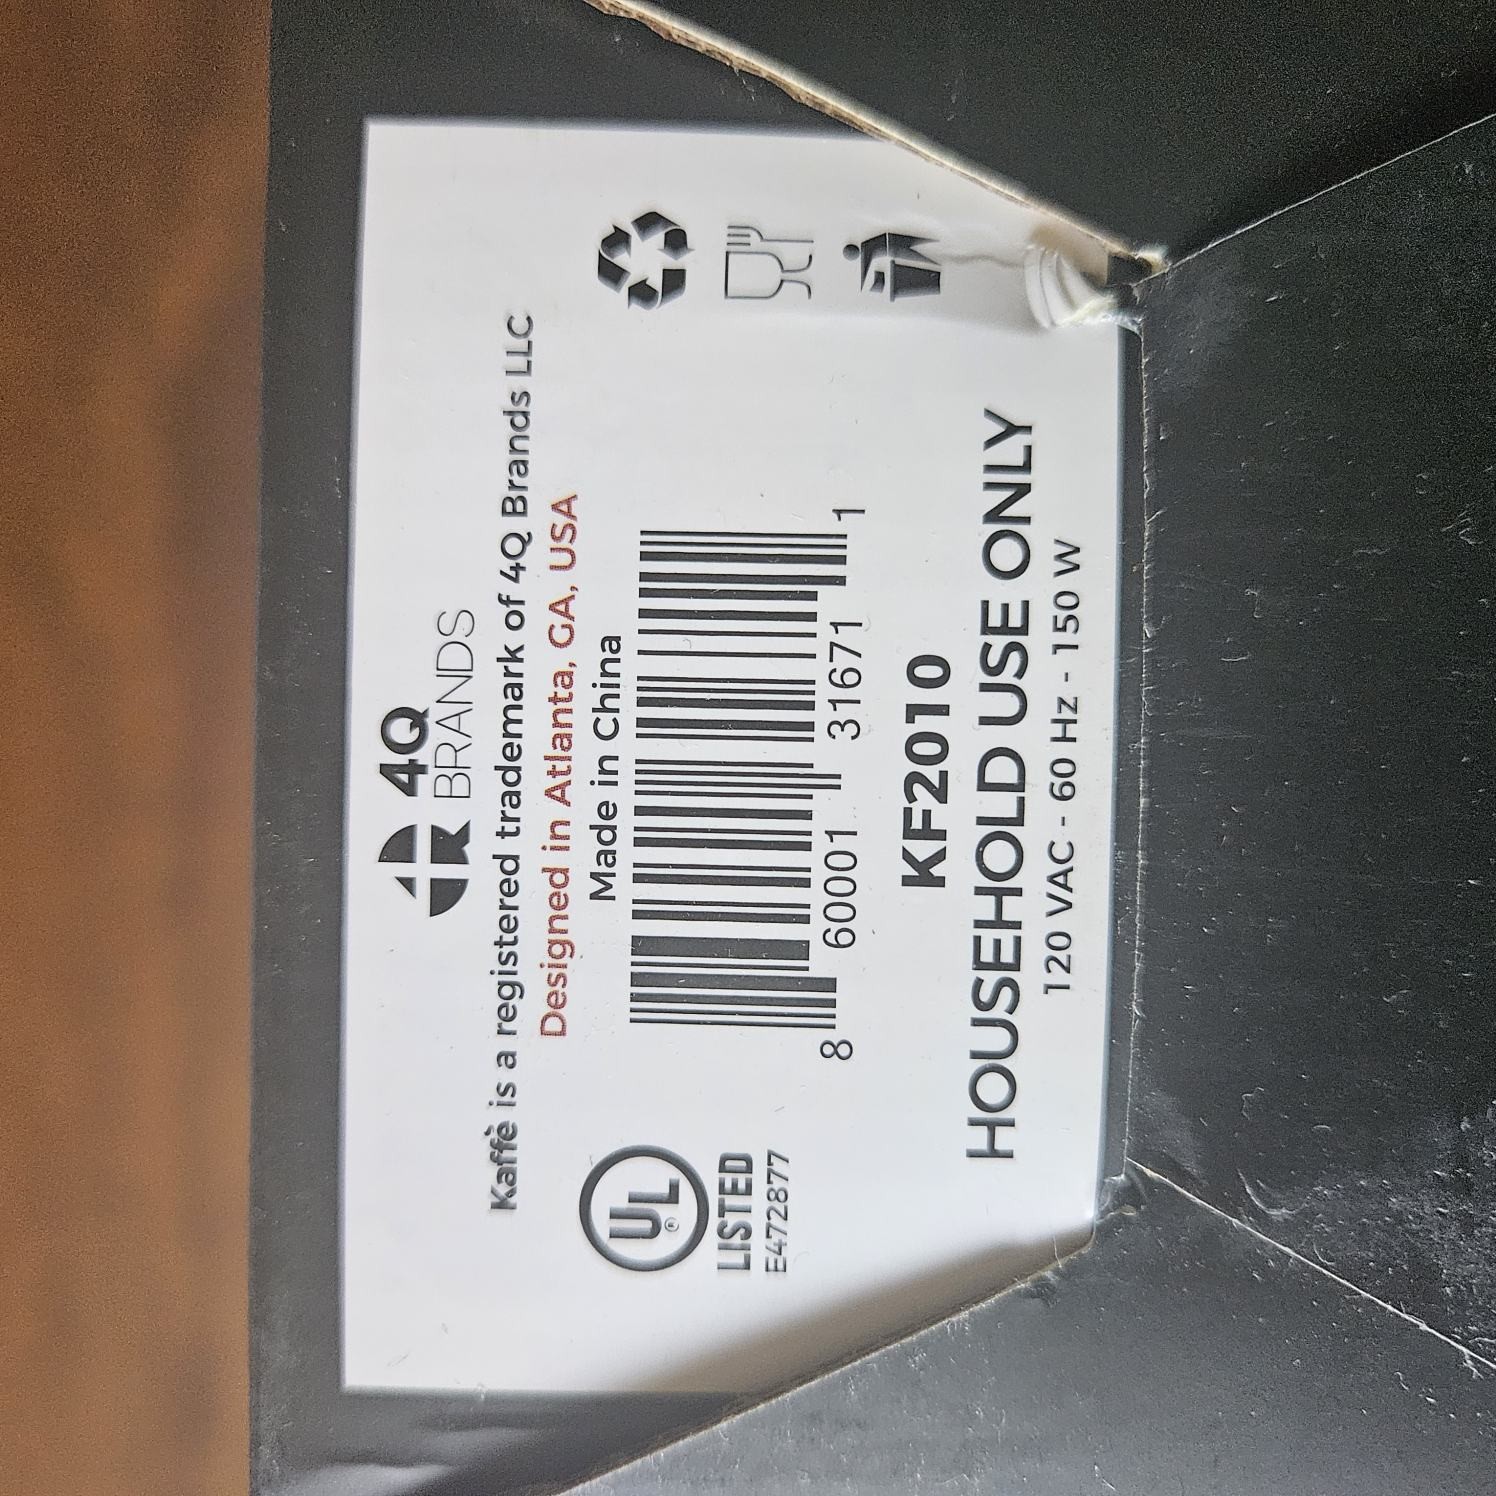 4Q
BRANDS
Kaffè is a registered trademark of 4Q Brands LLC
Designed in Atlanta, GA, USA
Made in China
UL
®
LISTED
E472877
8 60001 31671 1
KF2010
HOUSEHOLD USE ONLY
120 VAC - 60 Hz - 150 W